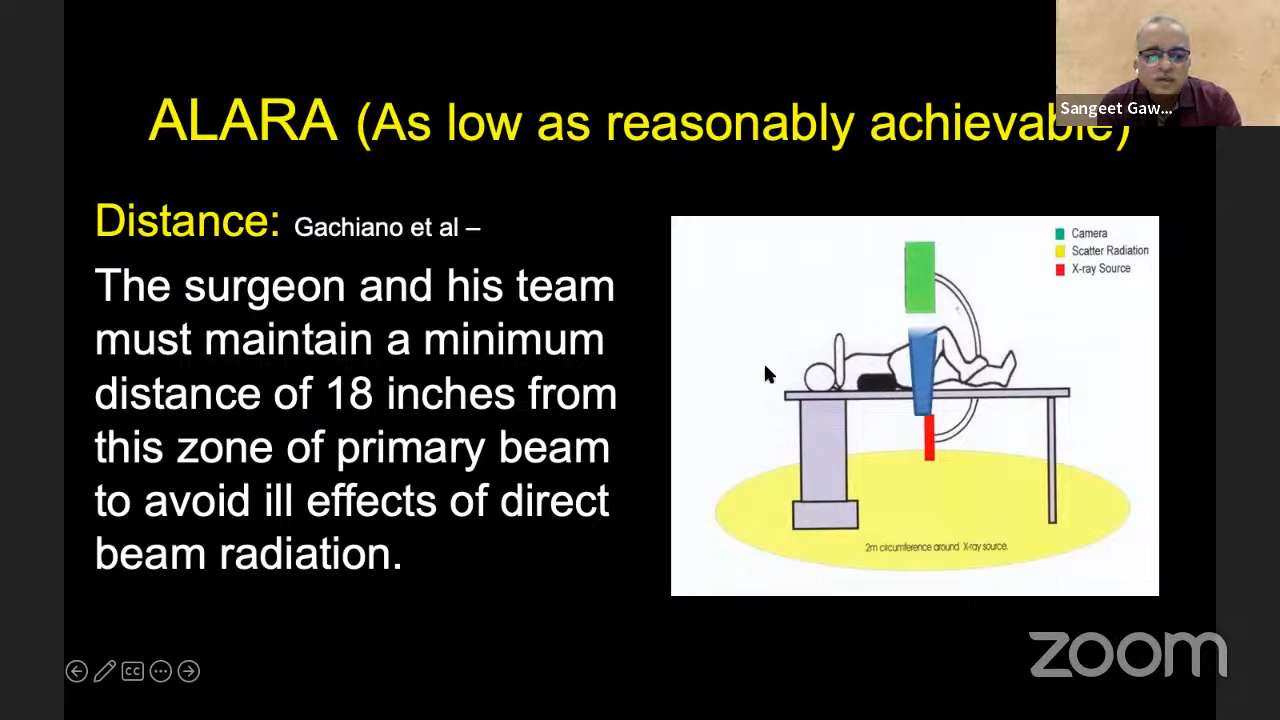 Sangeet Gaw...
ALARA (As low as reasonably achievable)
Distance: Gachiano et al –
The surgeon and his team
must maintain a minimum
distance of 18 inches from
this zone of primary beam
to avoid ill effects of direct
beam radiation.
Camera
Scatter Radiation
X-ray Source
2m circumference around X-ray source.
CC
zoom